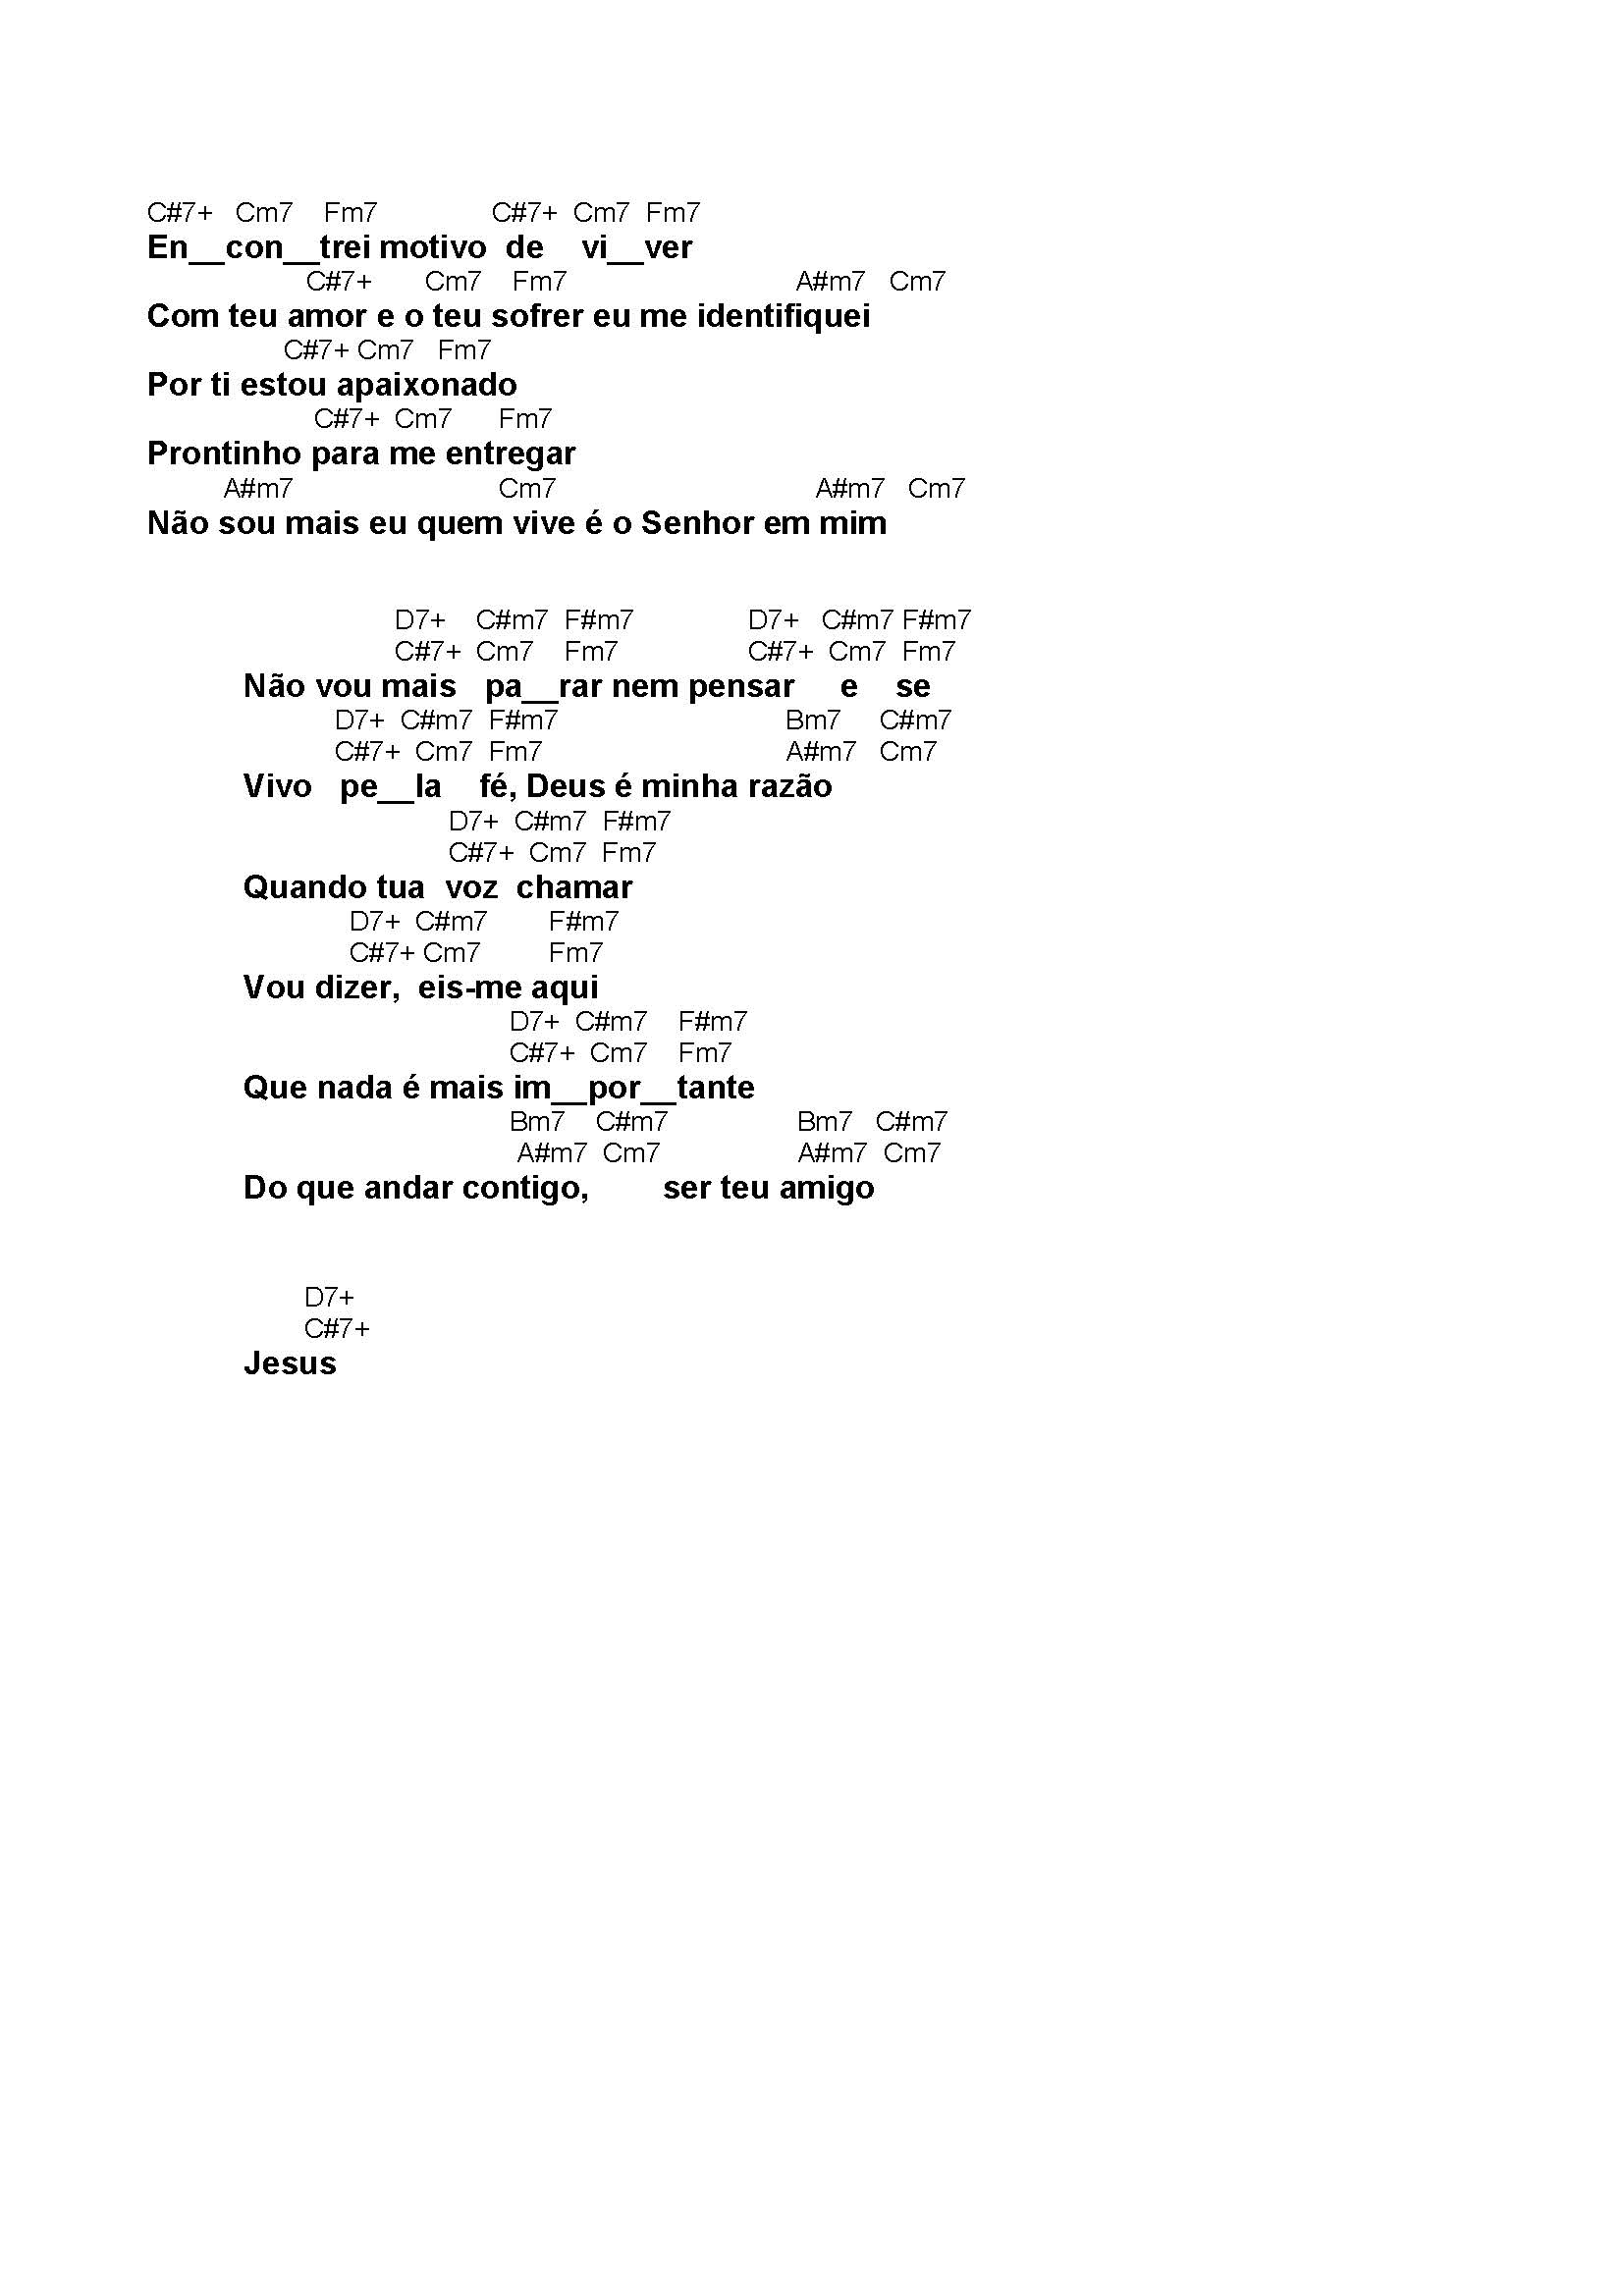 C#7+ Cm7 Fm7 C#7+ Cm7 Fm7
En__con__trei motivo de vi__ver
C#7+ Cm7 Fm7 A#m7 Cm7
Com teu amor e o teu sofrer eu me identifiquei
C#7+ Cm7 Fm7
Por ti estou apaixonado
C#7+ Cm7 Fm7
Prontinho para me entregar
A#m7 Cm7 A#m7 Cm7
Não sou mais eu quem vive é o Senhor em mim
D7+ C#m7 F#m7 D7+ C#m7 F#m7
C#7+ Cm7 Fm7 C#7+ Cm7 Fm7
Não vou mais pa__rar nem pensar e se
D7+ C#m7 F#m7 Bm7 C#m7
C#7+ Cm7 Fm7 A#m7 Cm7
Vivo pe__la fé, Deus é minha razão
D7+ C#m7 F#m7
C#7+ Cm7 Fm7
Quando tua voz chamar
D7+ C#m7 F#m7
C#7+ Cm7 Fm7
Vou dizer, eis-me aqui
D7+ C#m7 F#m7
C#7+ Cm7 Fm7
Que nada é mais im__por__tante
Bm7 C#m7 Bm7 C#m7
A#m7 Cm7 A#m7 Cm7
Do que andar contigo, ser teu amigo
D7+
C#7+
Jesus